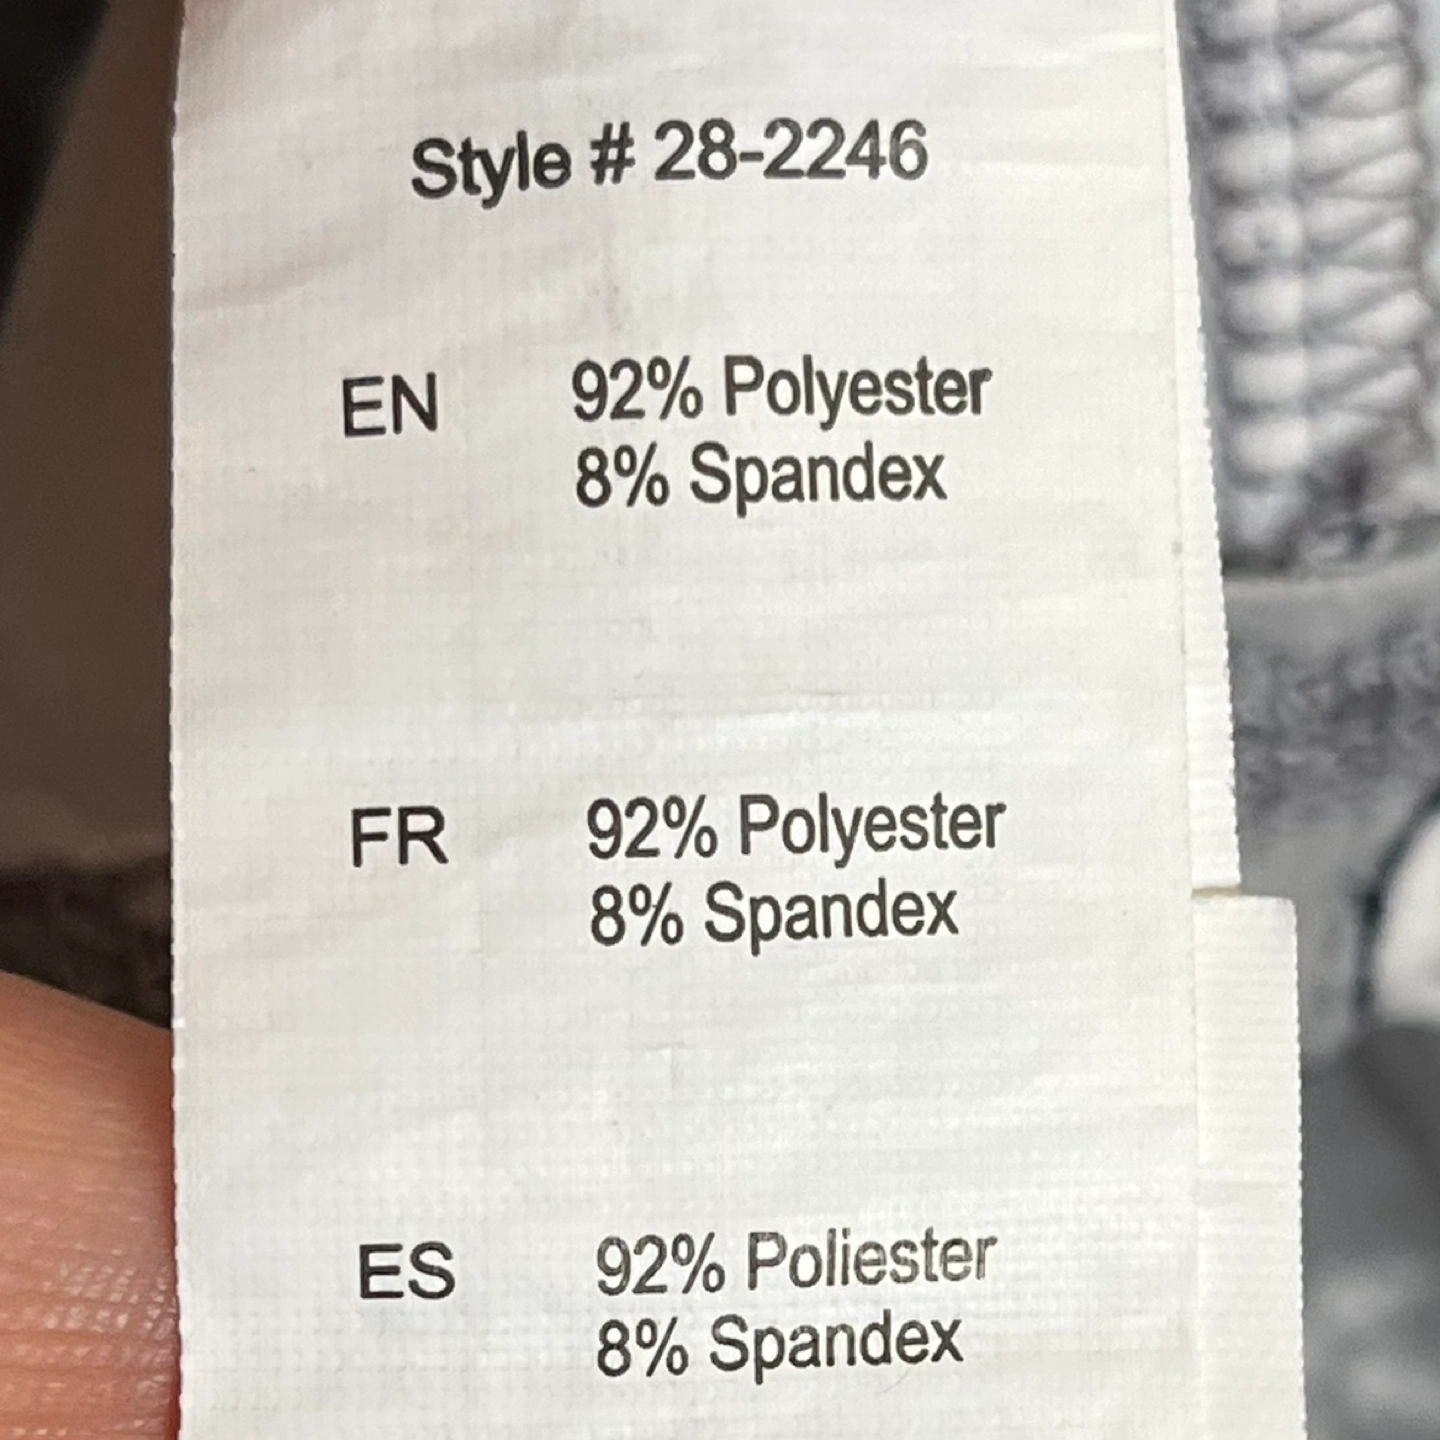 Style # 28-2246
EN 92% Polyester
8% Spandex
FR 92% Polyester
8% Spandex
ES 92% Poliester
8% Spandex